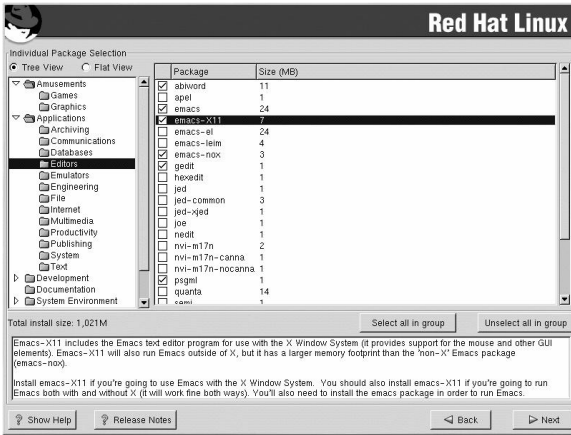 Red Hat Linux
Individual Package Selection
Tree View Flat View
Amusements
Games
Graphics
Applications
Archiving
Communications
Databases
Editors
Emulators
Engineering
File
Internet
Multimedia
Productivity
Publishing
System
Text
Development
Documentation
System Environment
Package Size (MB)
abiword 11
apel 1
emacs 24
emacs-X11 7
emacs-el 24
emacs-leim 4
emacs-nox 3
gedit 1
hexedit 1
jed 1
jed-common 3
jed-xjed 1
joe 1
nedit 1
nvi-m17n 2
nvi-m17n-canna 1
nvi-m17n-nocanna 1
psgml 1
quanta 14
semi 1
Total install size: 1,021M
Select all in group Unselect all in group
Emacs-X11 includes the Emacs text editor program for use with the X Window System (it provides support for the mouse and other GUI
elements). Emacs-X11 will also run Emacs outside of X, but it has a larger memory footprint than the 'non-X' Emacs package
(emacs-nox).
Install emacs-X11 if you're going to use Emacs with the X Window System. You should also install emacs-X11 if you're going to run
Emacs both with and without X (it will work fine both ways). You'll also need to install the emacs package in order to run Emacs.
? Show Help ? Release Notes Back Next